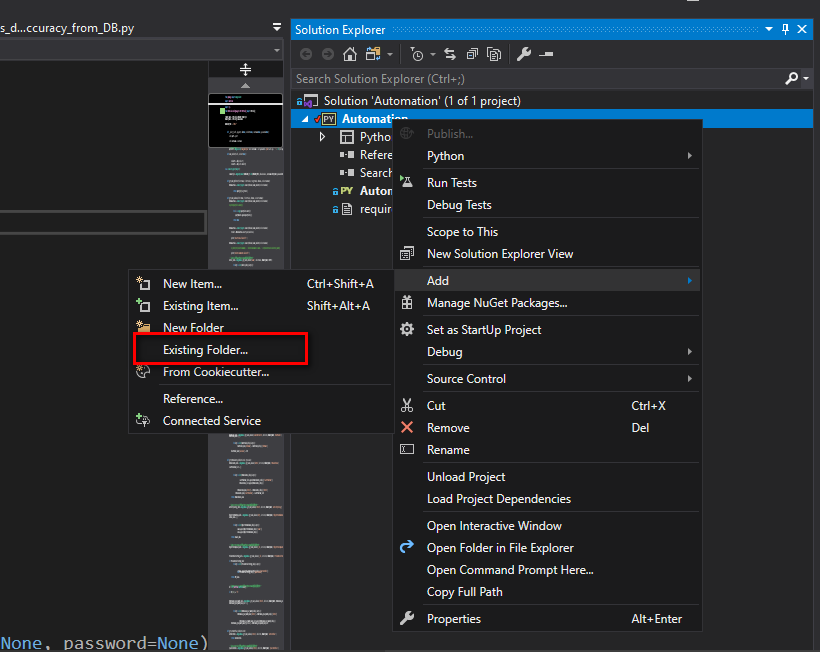 s_d...ccuracy_from_DB.py
Solution Explorer
Search Solution Explorer (Ctrl+;)
Solution 'Automation' (1 of 1 project)
PY Automation
Pytho
Refere
Search
PY Autom
requir
Publish...
Python
Run Tests
Debug Tests
Scope to This
New Solution Explorer View
Add
Manage NuGet Packages...
Set as StartUp Project
Debug
Source Control
Cut Ctrl+X
Remove Del
Rename
Unload Project
Load Project Dependencies
Open Interactive Window
Open Folder in File Explorer
Open Command Prompt Here...
Copy Full Path
Properties Alt+Enter
New Item... Ctrl+Shift+A
Existing Item... Shift+Alt+A
New Folder
Existing Folder...
From Cookiecutter...
Reference...
Connected Service
None, password=None)